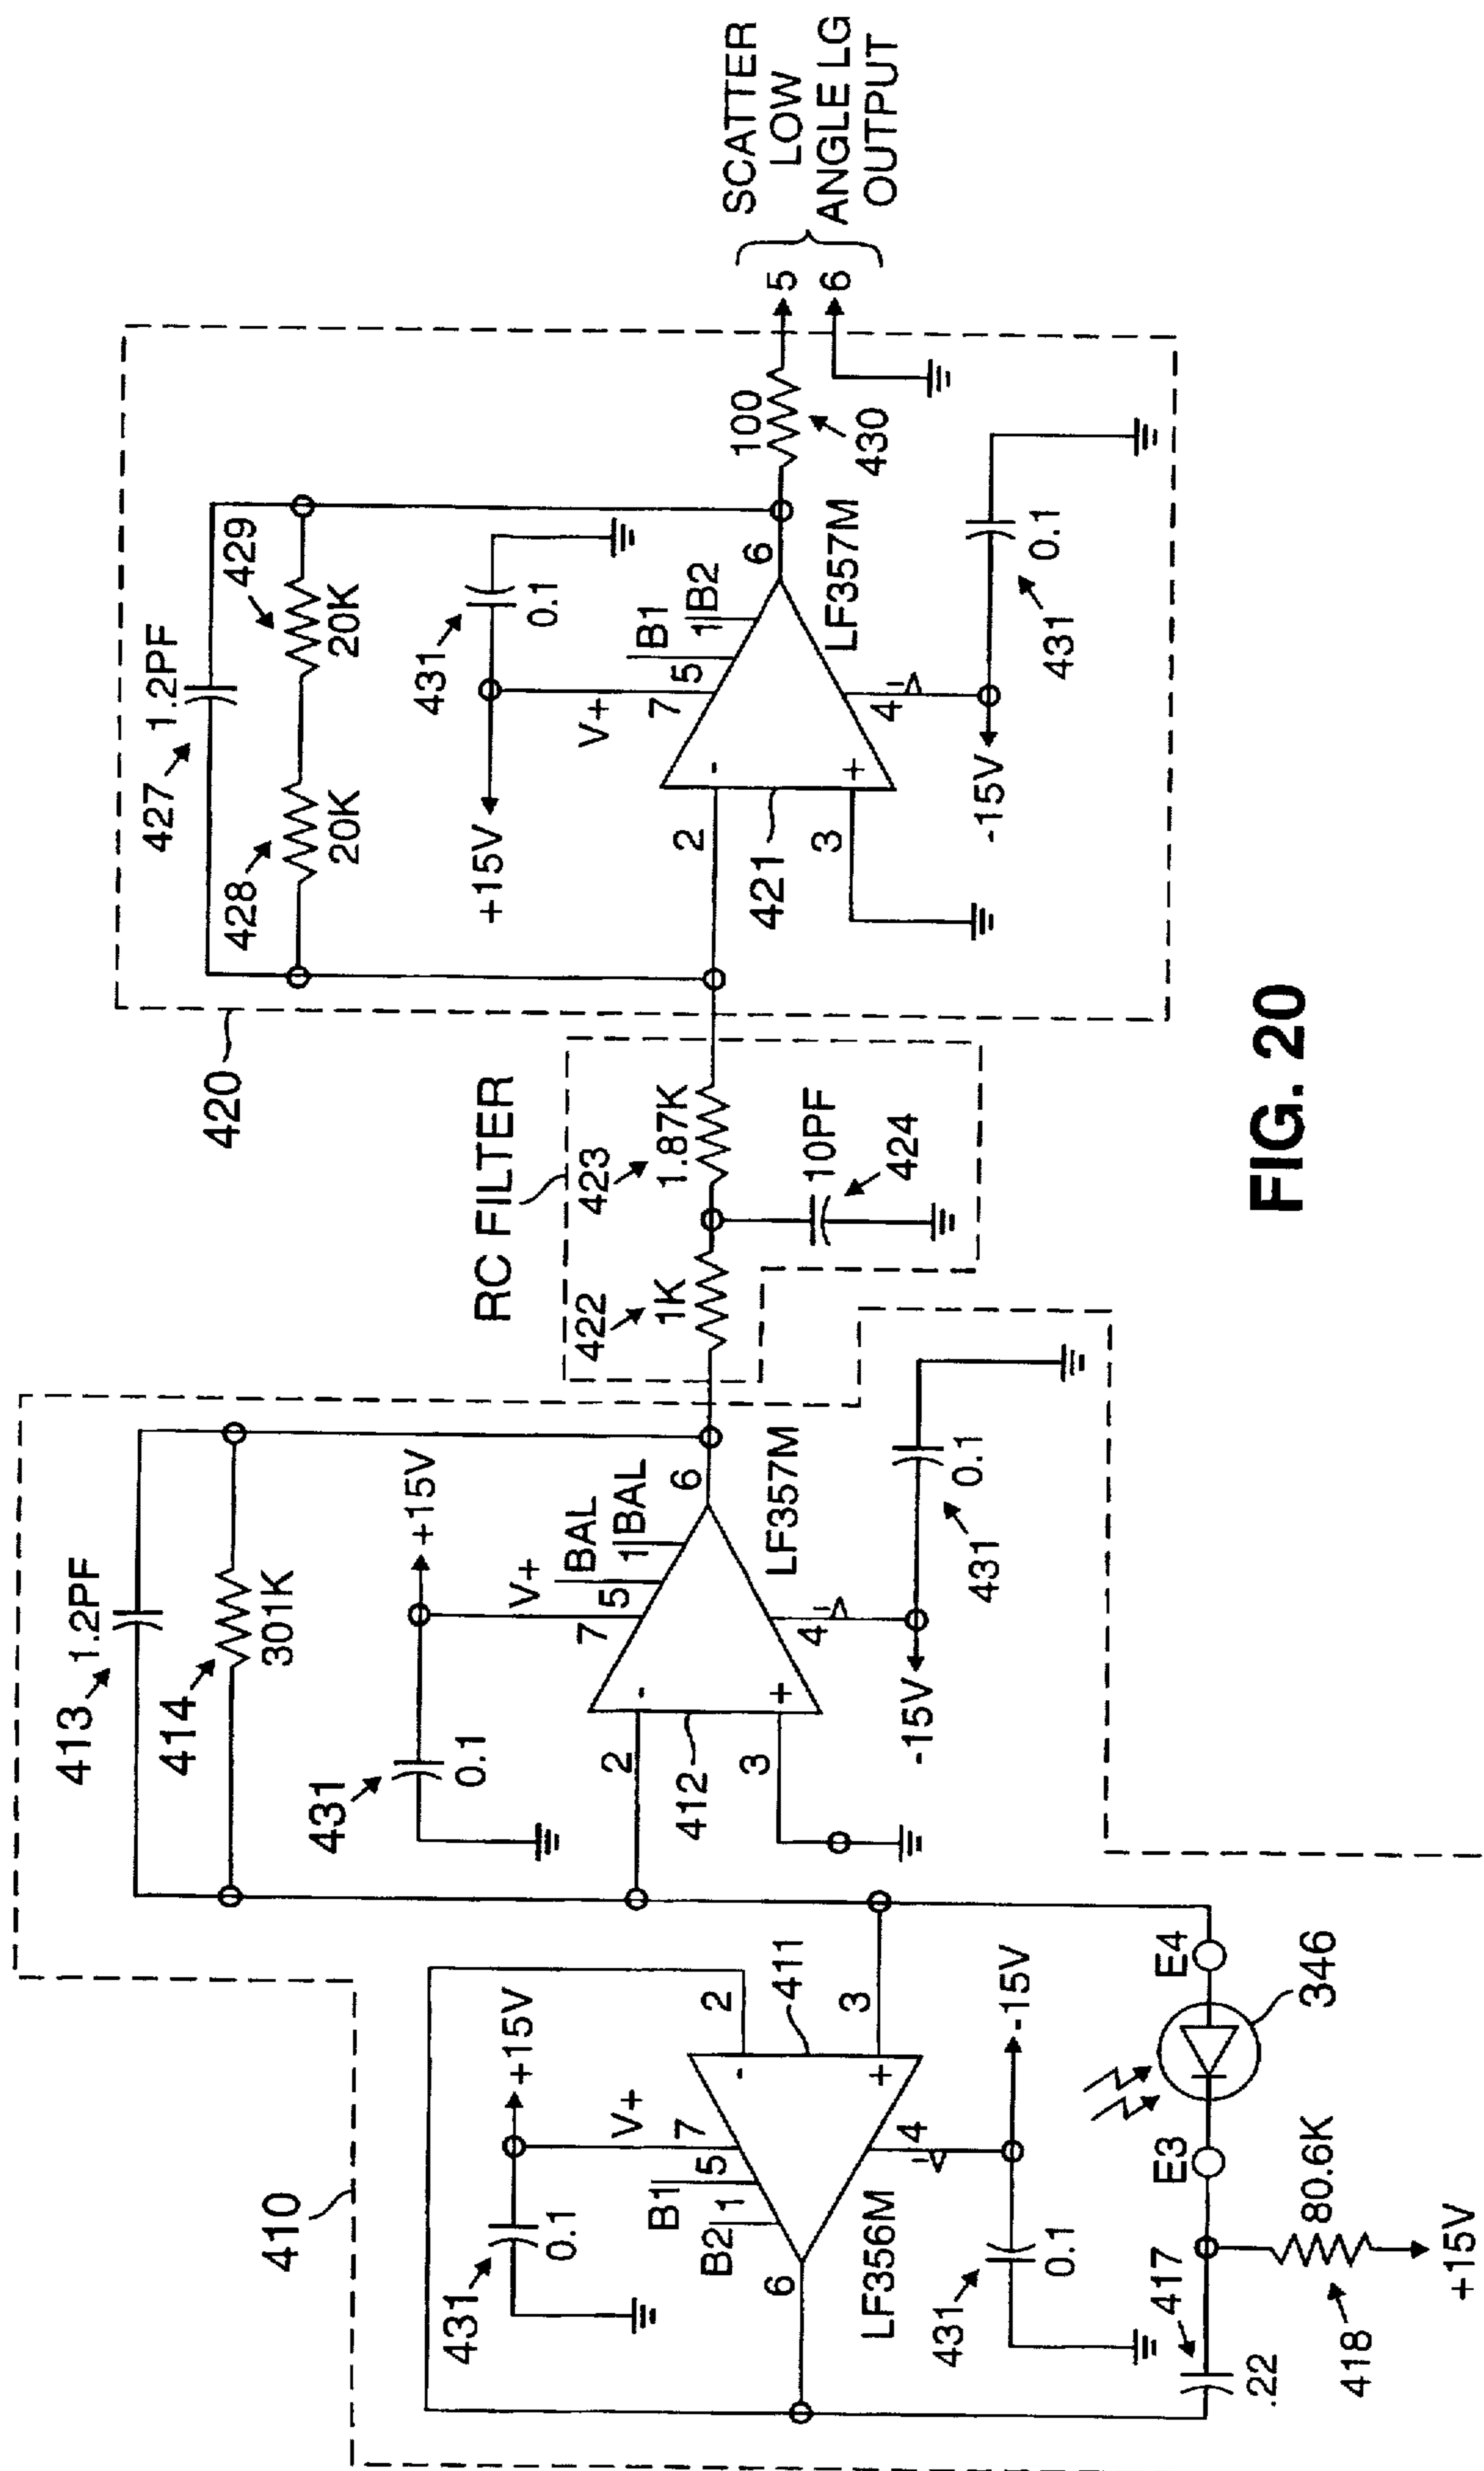 413
1.2PF
414
301K
+15V
431
0.1
V+
BAL
BAL
7
5
1
2
6
412
3
LF357M
4
V-
-15V
431
0.1
410
+15V
431
0.1
V+
B1
B2
7
5
1
2
6
411
3
LF356M
4
V-
-15V
431
0.1
E4
346
E3
417
.22
80.6K
418
+15V
RC FILTER
422
1K
423
1.87K
10PF
424
420
427
1.2PF
428
20K
429
20K
+15V
431
0.1
V+
B1
B2
7
5
1
2
6
421
3
LF357M
4
V-
-15V
431
0.1
100
430
5
6
SCATTER
LOW
ANGLE LG
OUTPUT
FIG. 20
-
+
-
+
-
+